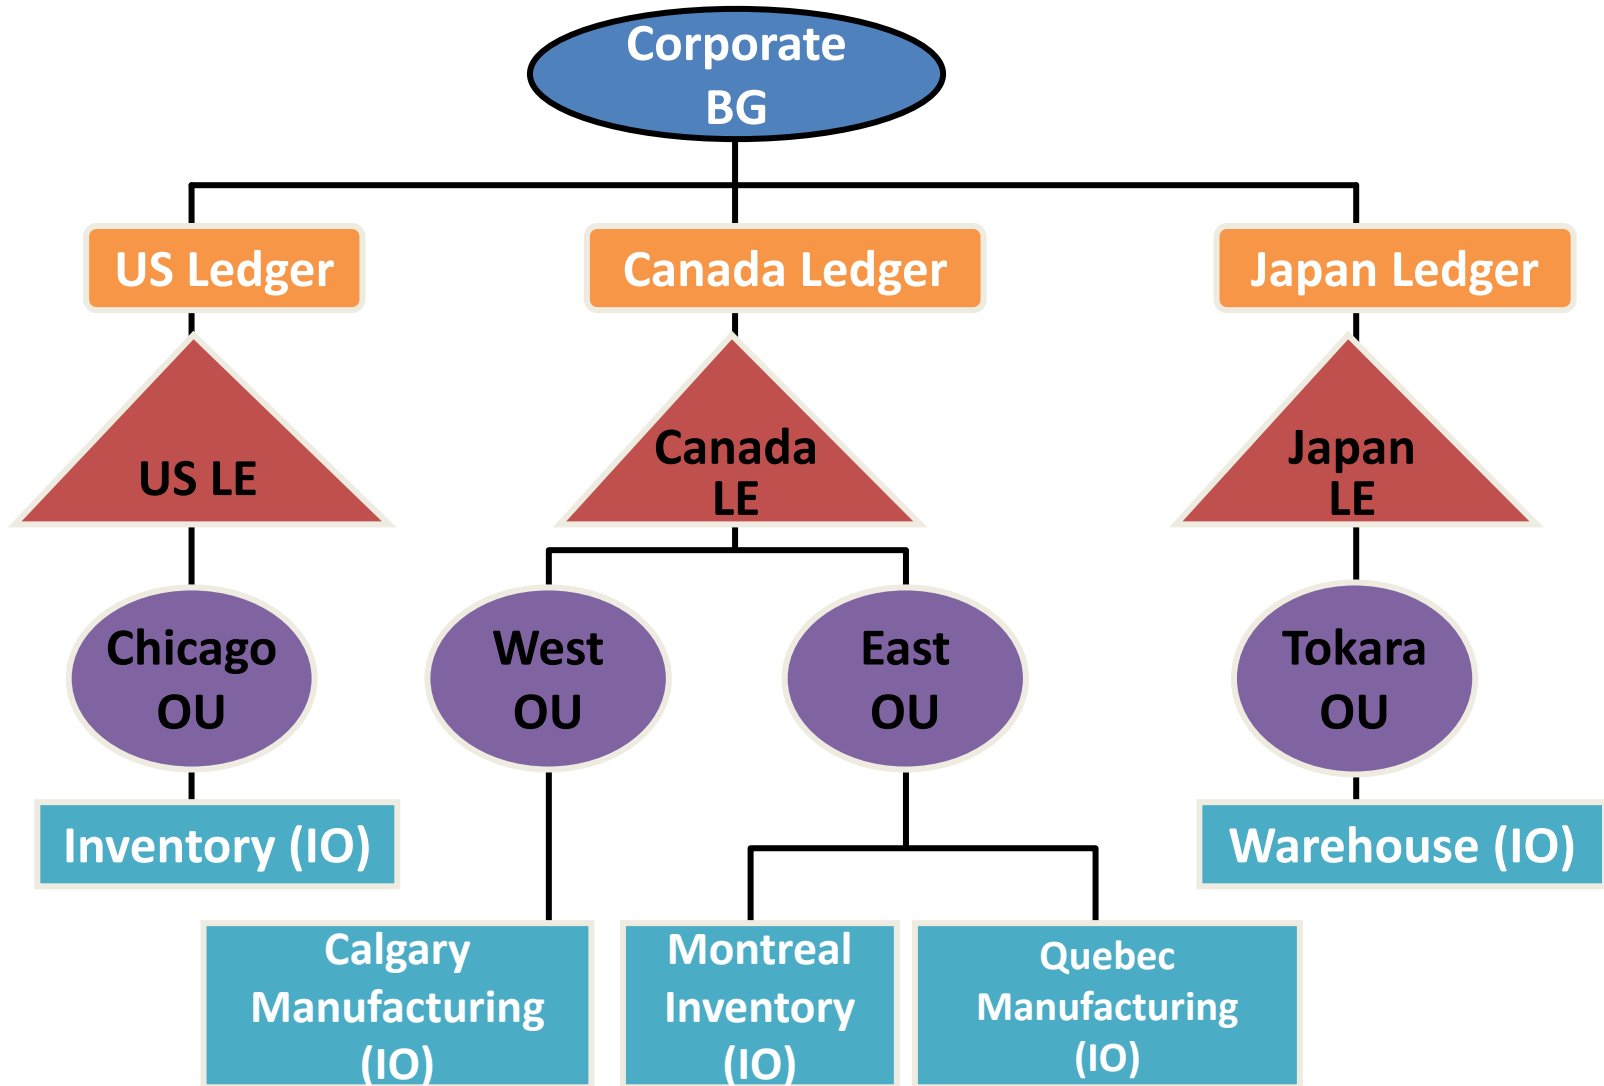 Corporate
BG
US Ledger
Canada Ledger
Japan Ledger
US LE
Canada
LE
Japan
LE
Chicago
OU
West
OU
East
OU
Tokara
OU
Inventory (IO)
Warehouse (IO)
Calgary
Manufacturing
(IO)
Montreal
Inventory
(IO)
Quebec
Manufacturing
(IO)